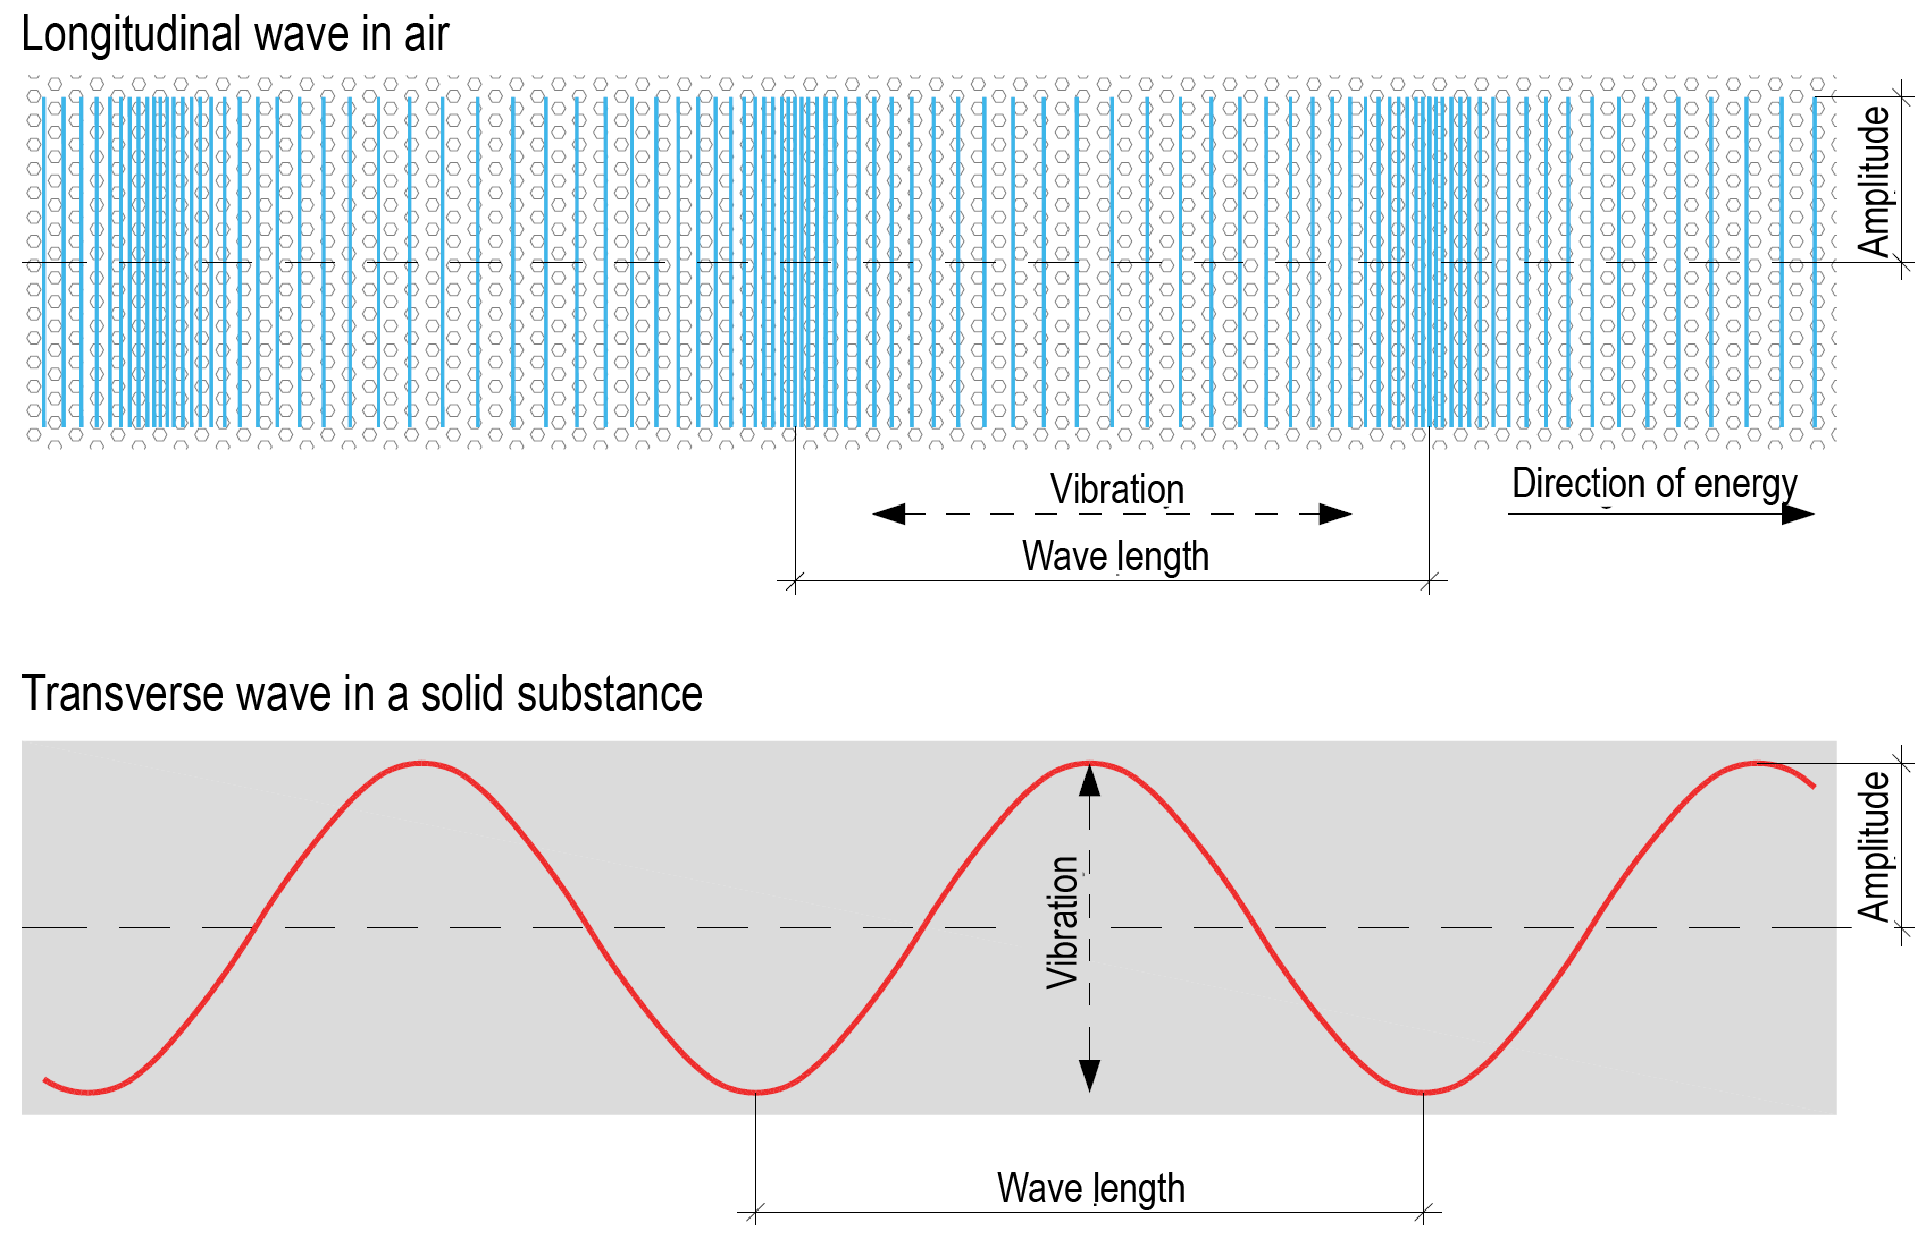 Longitudinal wave in air
Amplitude
Vibration
Direction of energy
Wave length
Transverse wave in a solid substance
Amplitude
Vibration
Wave length